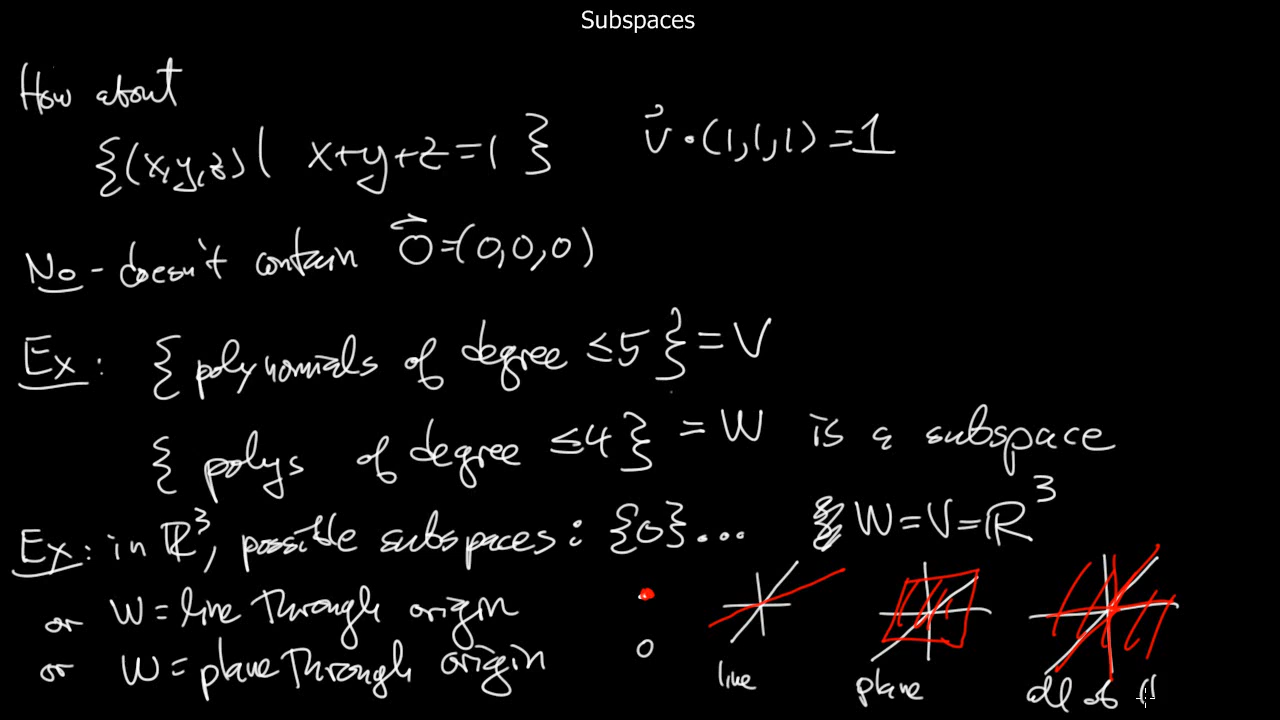 Subspaces
How about
{(x,y,z) | x+y+z=1} v⃗·(1,1,1)=1
No - doesn't contain 0⃗=(0,0,0)
Ex: {polynomials of degree ≤5}=V
{polys of degree ≤4} = W is a subspace
Ex: in ℝ³, possible subspaces: {0}... W=V=ℝ³
or W=line through origin
or W=plane through origin
0 line plane all of